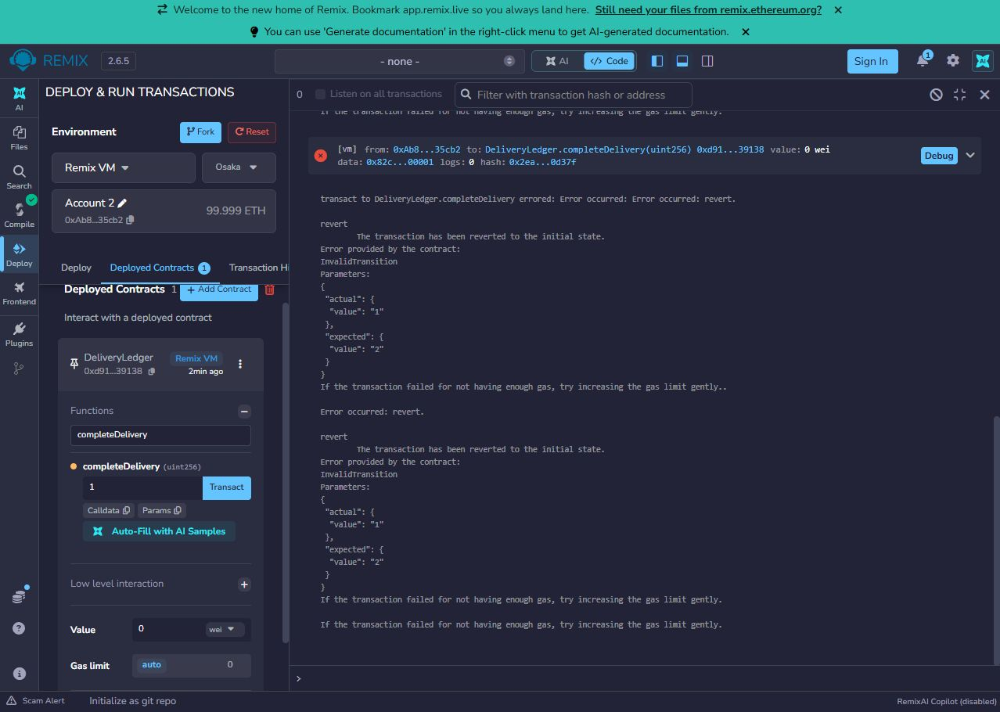 Welcome to the new home of Remix. Bookmark app.remix.live so you always land here. Still need your files from remix.ethereum.org?
You can use 'Generate documentation' in the right-click menu to get AI-generated documentation.
REMIX 2.6.5 - none - AI Code Sign In 1 AI
AI
Files
Search
Compile
Deploy
Frontend
Plugins
DEPLOY & RUN TRANSACTIONS
Environment Fork Reset
Remix VM Osaka
Account 2 99.999 ETH
0xAb8...35cb2
Deploy Deployed Contracts 1 Transaction Hi
Deployed Contracts 1 + Add Contract
Interact with a deployed contract
DeliveryLedger Remix VM
0xd91...39138 2min ago
Functions
completeDelivery
completeDelivery (uint256)
1 Transact
Calldata Params
Auto-Fill with AI Samples
Low level interaction
Value 0 wei
Gas limit auto 0
0 Listen on all transactions Filter with transaction hash or address
If the transaction failed for not having enough gas, try increasing the gas limit gently.
[vm] from: 0xAb8...35cb2 to: DeliveryLedger.completeDelivery(uint256) 0xd91...39138 value: 0 wei
data: 0x82c...00001 logs: 0 hash: 0x2ea...0d37f
Debug
transact to DeliveryLedger.completeDelivery errored: Error occurred: Error occurred: revert.
revert
The transaction has been reverted to the initial state.
Error provided by the contract:
InvalidTransition
Parameters:
{
"actual": {
"value": "1"
},
"expected": {
"value": "2"
}
}
If the transaction failed for not having enough gas, try increasing the gas limit gently..
Error occurred: revert.
revert
The transaction has been reverted to the initial state.
Error provided by the contract:
InvalidTransition
Parameters:
{
"actual": {
"value": "1"
},
"expected": {
"value": "2"
}
}
If the transaction failed for not having enough gas, try increasing the gas limit gently.
If the transaction failed for not having enough gas, try increasing the gas limit gently.
>
Scam Alert Initialize as git repo RemixAI Copilot (disabled)